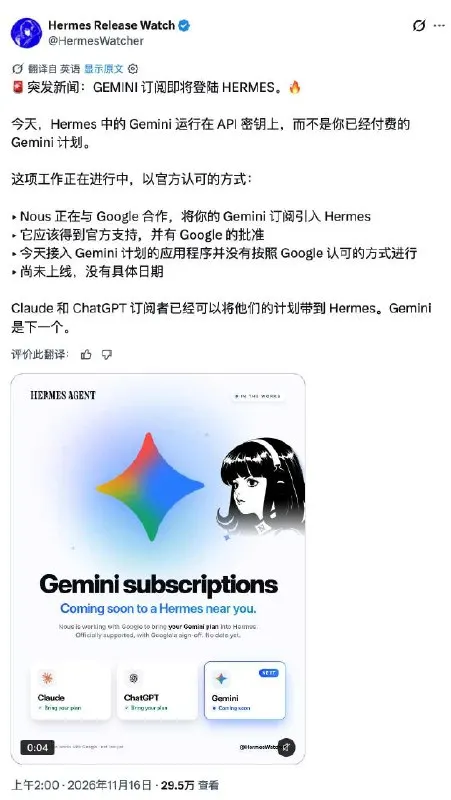 Hermes Release Watch
@HermesWatcher
翻译自 英语 显示原文
突发新闻：GEMINI 订阅即将登陆 HERMES。
今天，Hermes 中的 Gemini 运行在 API 密钥上，而不是你已经付费的
Gemini 计划。
这项工作正在进行中，以官方认可的方式：
‣ Nous 正在与 Google 合作，将你的 Gemini 订阅引入 Hermes
‣ 它应该得到官方支持，并有 Google 的批准
‣ 今天接入 Gemini 计划的应用程序并没有按照 Google 认可的方式进行
‣ 尚未上线，没有具体日期
Claude 和 ChatGPT 订阅者已经可以将他们的计划带到 Hermes。Gemini
是下一个。
评价此翻译：
HERMES AGENT
IN THE WORKS
Gemini subscriptions
Coming soon to a Hermes near you.
Nous is working with Google to bring your Gemini plan into Hermes.
Officially supported, with Google's sign-off. No date yet.
Claude
✓ Bring your plan
ChatGPT
✓ Bring your plan
NEXT
Gemini
Coming soon
0:04
@HermesWatc
上午2:00 · 2026年11月16日 · 29.5万 查看